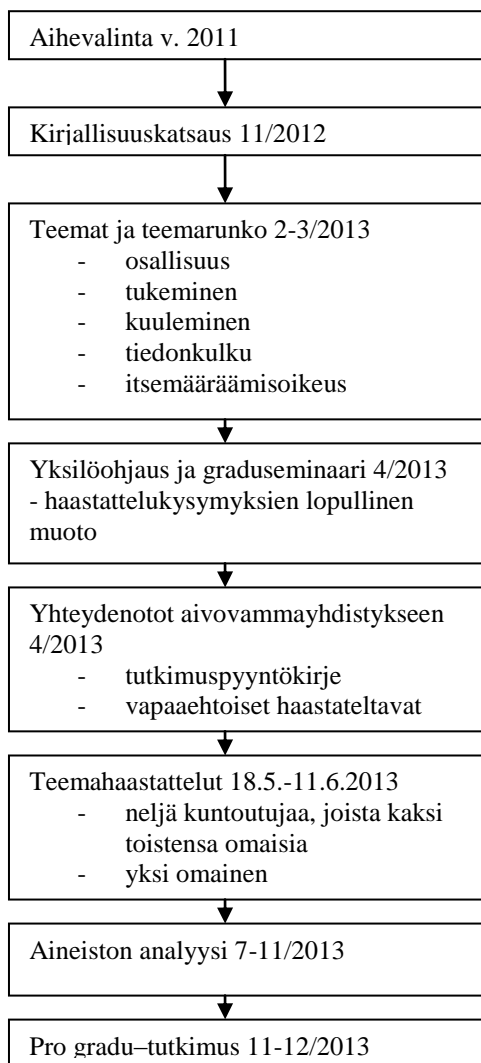 Aihevalinta v. 2011
Kirjallisuuskatsaus 11/2012
Teemat ja teemarunko 2-3/2013
- osallisuus
- tukeminen
- kuuleminen
- tiedonkulku
- itsemääräämisoikeus
Yksilöohjaus ja graduseminaari 4/2013
- haastattelukysymyksien lopullinen
muoto
Yhteydenotot aivovammayhdistykseen
4/2013
- tutkimuspyyntökirje
- vapaaehtoiset haastateltavat
Teemahaastattelut 18.5.-11.6.2013
- neljä kuntoutujaa, joista kaksi
toistensa omaisia
- yksi omainen
Aineiston analyysi 7-11/2013
Pro gradu–tutkimus 11-12/2013